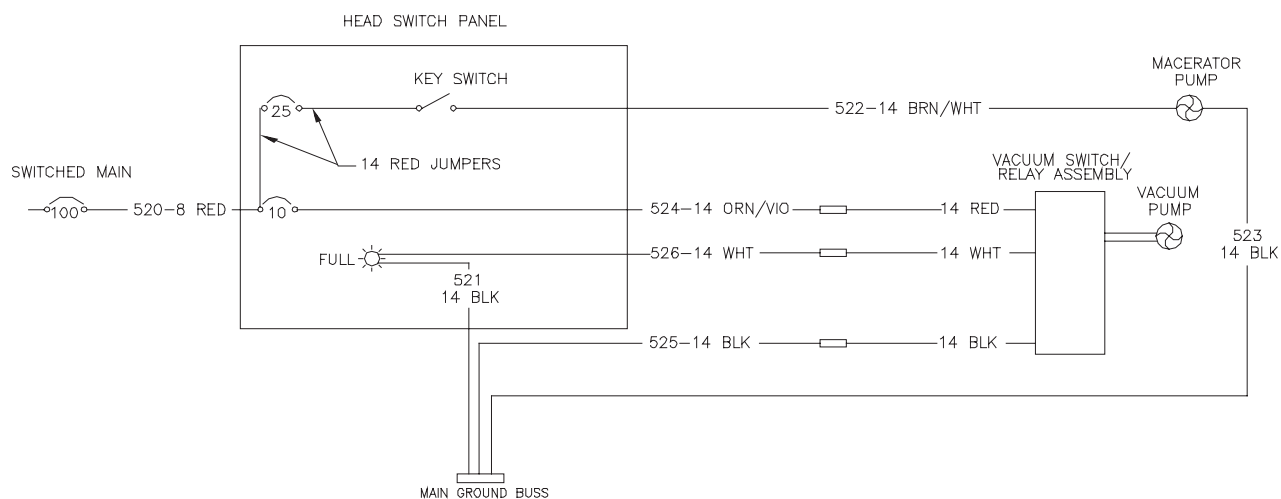 HEAD SWITCH PANEL
KEY SWITCH
MACERATOR
PUMP
25
522-14 BRN/WHT
14 RED JUMPERS
VACUUM SWITCH/
RELAY ASSEMBLY
SWITCHED MAIN
VACUUM
PUMP
100
520-8 RED
10
524-14 ORN/VIO
14 RED
523
14 BLK
FULL
526-14 WHT
14 WHT
521
14 BLK
525-14 BLK
14 BLK
MAIN GROUND BUSS